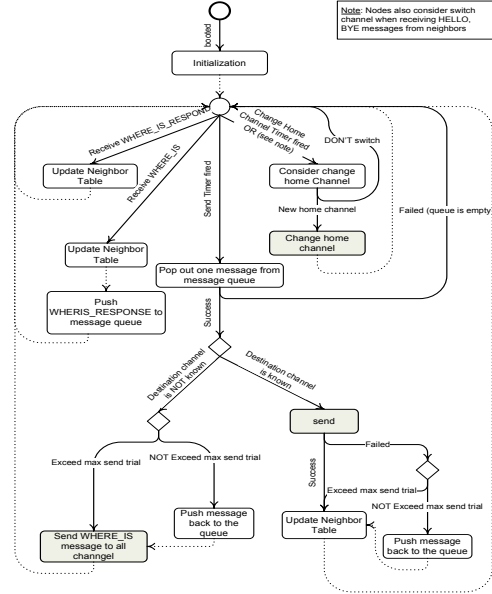 Note: Nodes also consider switch
channel when receiving HELLO,
BYE messages from neighbors
booted
Initialization
Receive WHERE_IS_RESPOND
Change Home
Channel Timer fired
OR (see note)
DON'T switch
Update Neighbor
Table
Receive WHERE_IS
Send Timer fired
Consider change
home Channel
New home channel
Failed (queue is empty)
Change home
channel
Update Neighbor
Table
Pop out one message from
message queue
Push
WHERIS_RESPONSE to
message queue
Success
Destination channel
is NOT known
Destination channel
is known
send
Failed
Exceed max send trial
NOT Exceed max send trial
Success
Exceed max send trial
NOT Exceed max send trial
Push message
back to the
queue
Update Neighbor
Table
Send WHERE_IS
message to all
channgel
Push message
back to the queue